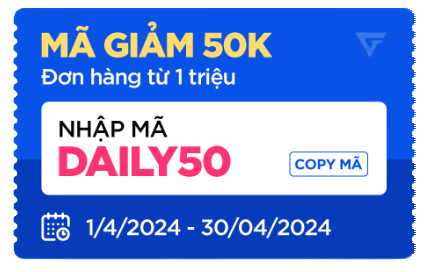 MÃ GIẢM 50K
Đơn hàng từ 1 triệu
NHẬP MÃ
DAILY50
COPY MÃ
1/4/2024 - 30/04/2024